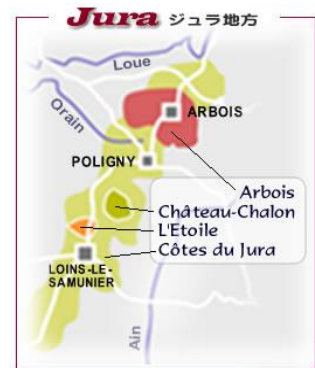 Jura ジュラ地方
Loue
Orain
ARBOIS
POLIGNY
Arbois
Château-Chalon
L'Etoile
Côtes du Jura
LOINS-LE-
SAMUNIER
Ain